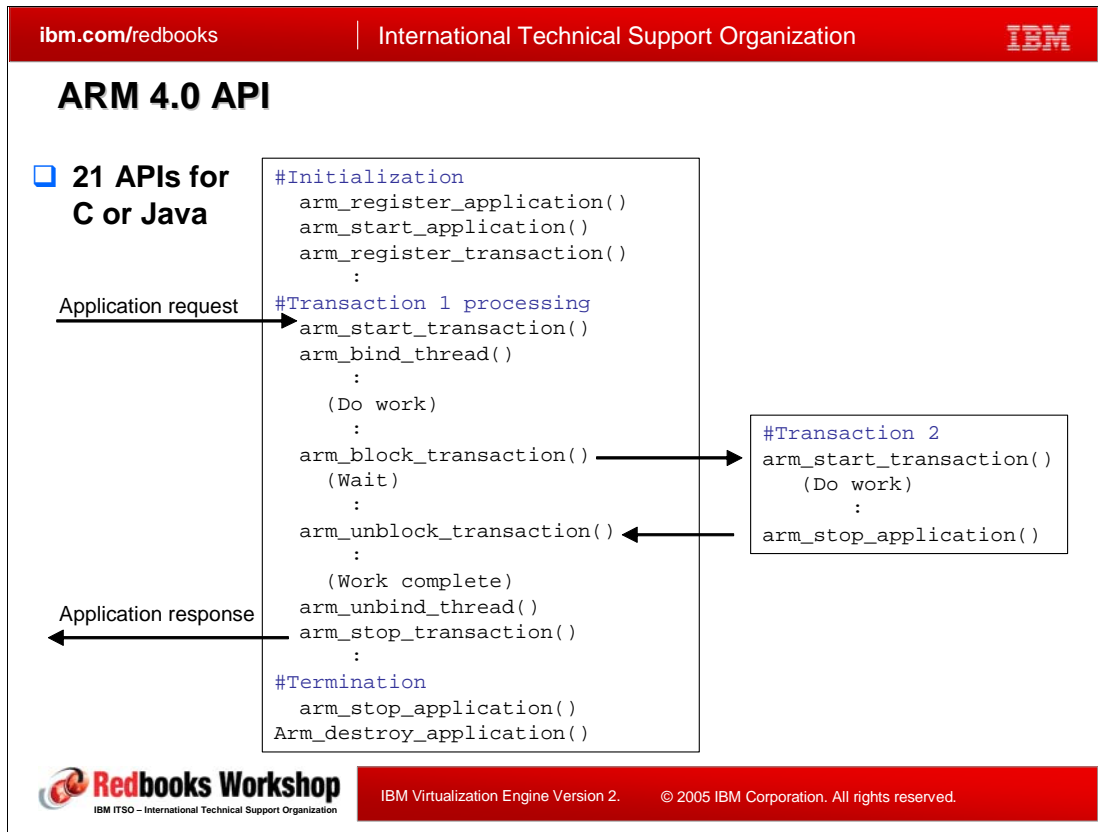 ibm.com/redbooks
International Technical Support Organization
IBM
ARM 4.0 API
21 APIs for
C or Java
#Initialization
arm_register_application()
arm_start_application()
arm_register_transaction()
:
Application request
#Transaction 1 processing
arm_start_transaction()
arm_bind_thread()
:
(Do work)
:
arm_block_transaction()
(Wait)
:
arm_unblock_transaction()
:
(Work complete)
arm_unbind_thread()
Application response
arm_stop_transaction()
:
#Termination
arm_stop_application()
Arm_destroy_application()
#Transaction 2
arm_start_transaction()
(Do work)
:
arm_stop_application()
Redbooks Workshop
IBM ITSO – International Technical Support Organization
IBM Virtualization Engine Version 2.
© 2005 IBM Corporation. All rights reserved.